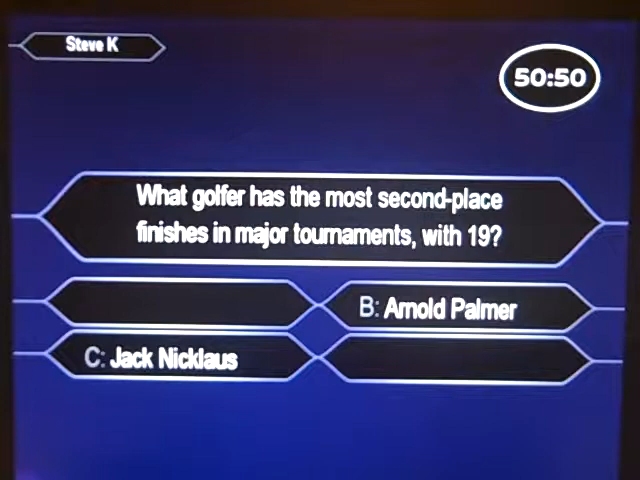 Steve K
50:50
What golfer has the most second-place
finishes in major tournaments, with 19?
B: Arnold Palmer
C: Jack Nicklaus